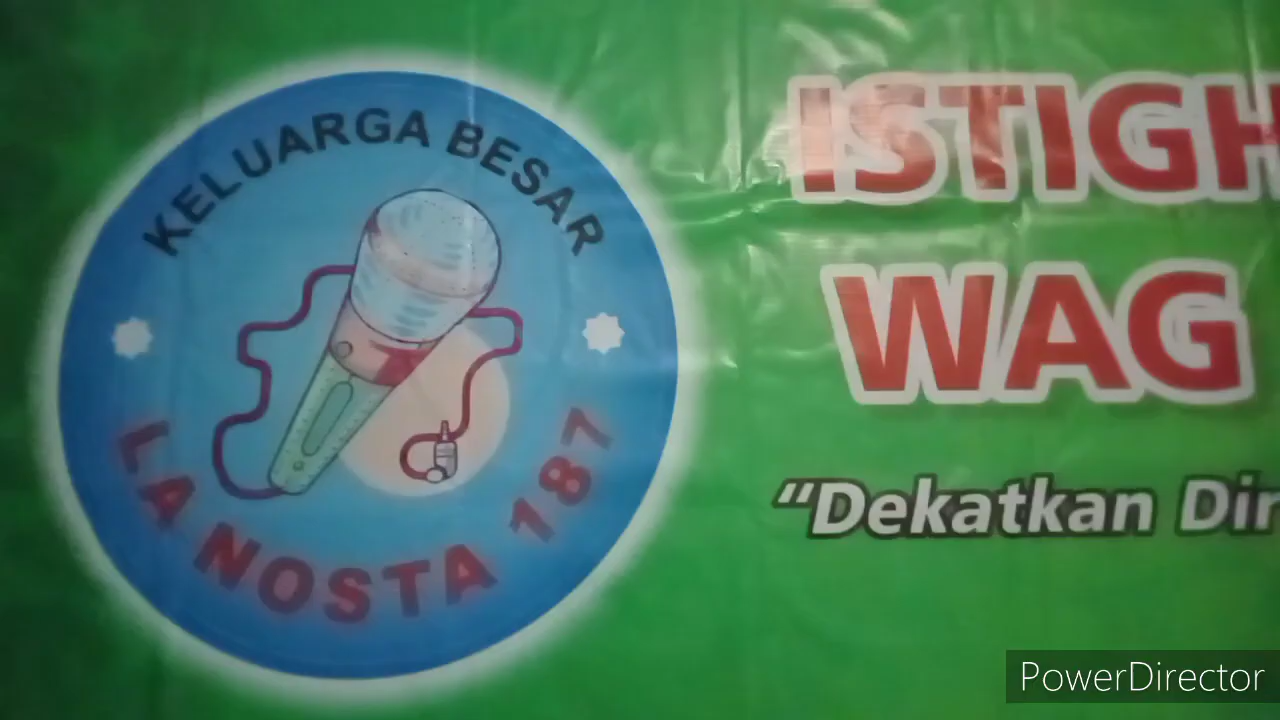 KELUARGA BESAR
LA NOSTA 187
ISTIGH
WAG
"Dekatkan Dir
PowerDirector